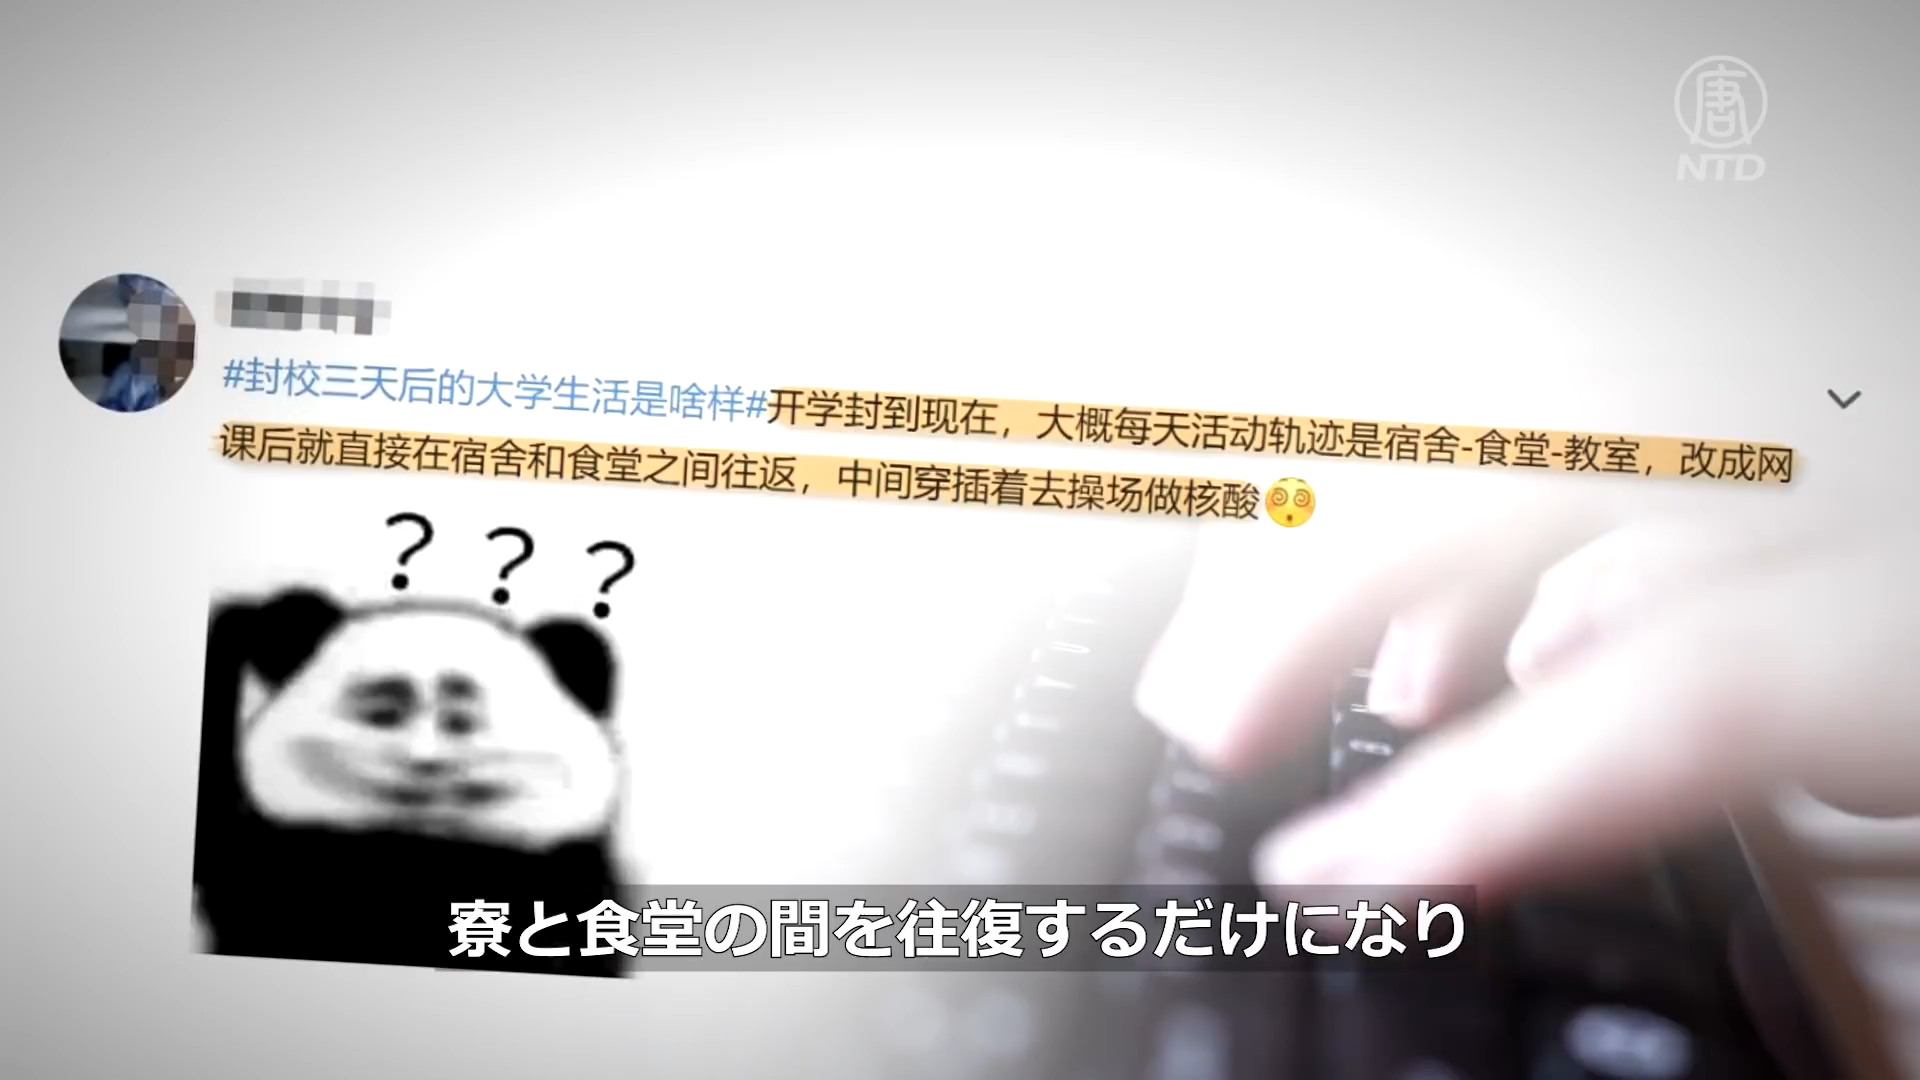 唐
NTD
#封校三天后的大学生活是啥样#开学封到现在，大概每天活动轨迹是宿舍-食堂-教室，改成网
课后就直接在宿舍和食堂之间往返，中间穿插着去操场做核酸
？？？
寮と食堂の間を往復するだけになり